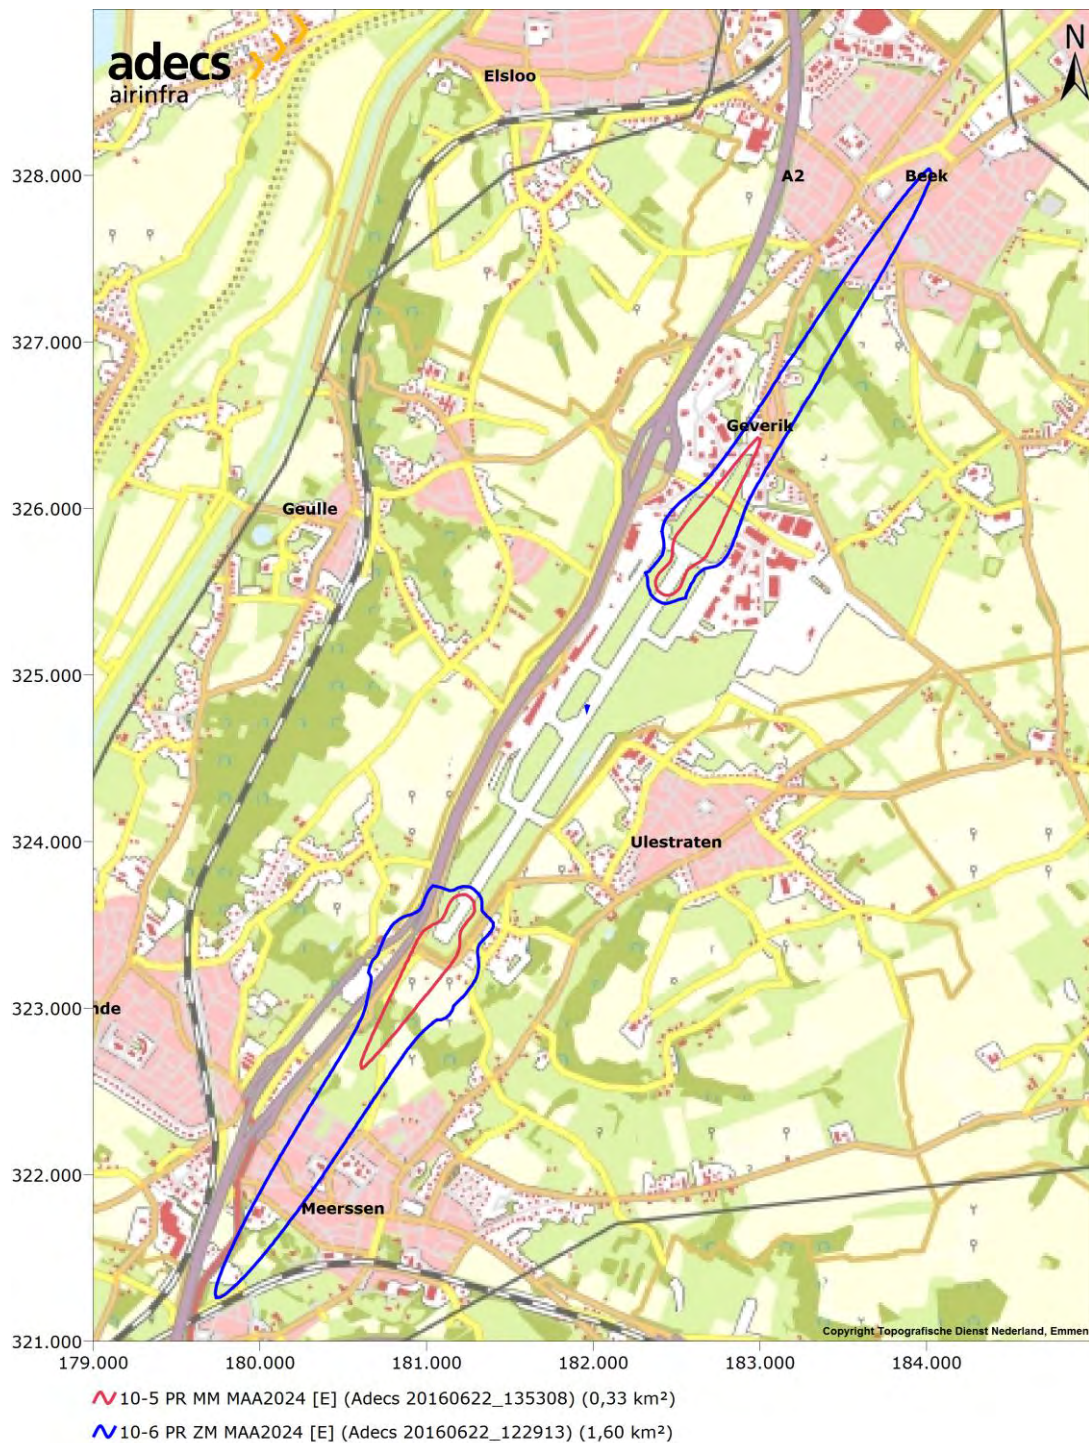 adecs
airinfra
N
Elsloo
328.000
A2
Beek
327.000
Geverik
326.000
Geulle
325.000
324.000
Ulestraten
323.000
nde
322.000
Meerssen
321.000
Copyright Topografische Dienst Nederland, Emmen
179.000 180.000 181.000 182.000 183.000 184.000
10-5 PR MM MAA2024 [E] (Adecs 20160622_135308) (0,33 km²)
10-6 PR ZM MAA2024 [E] (Adecs 20160622_122913) (1,60 km²)